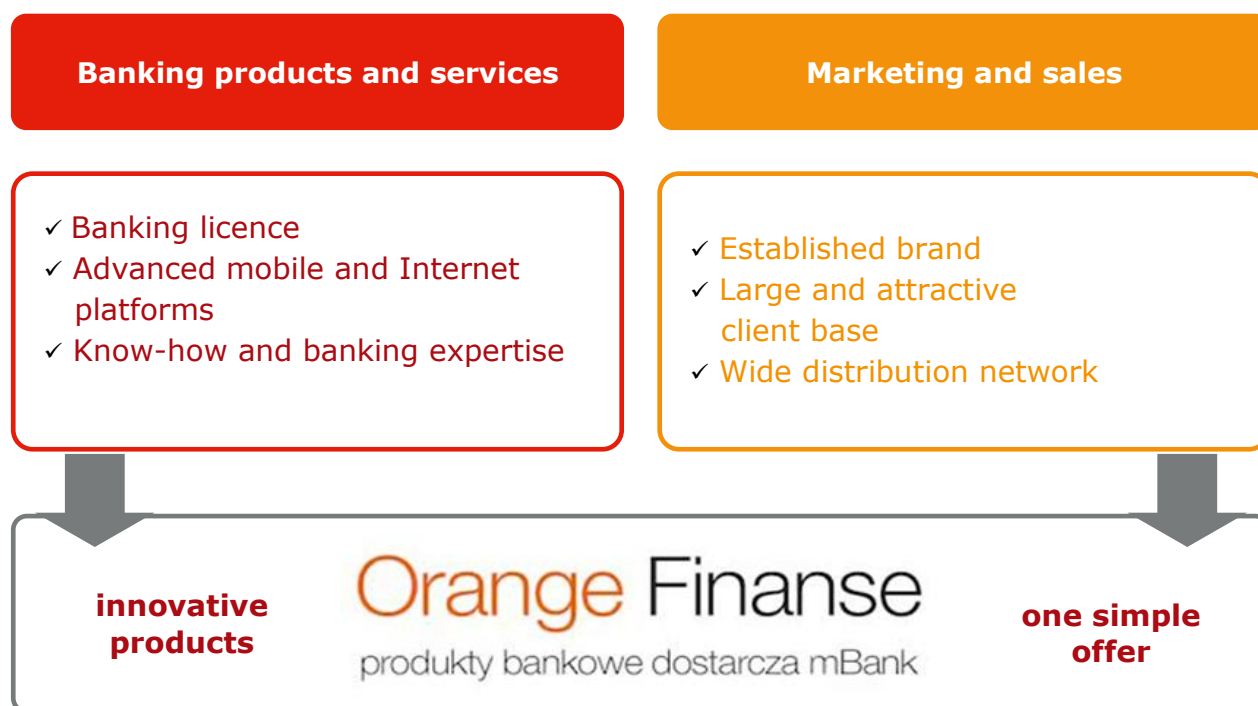 Banking products and services
Marketing and sales
✓ Banking licence
✓ Advanced mobile and Internet
platforms
✓ Know-how and banking expertise
✓ Established brand
✓ Large and attractive
client base
✓ Wide distribution network
innovative
products
Orange Finanse
produkty bankowe dostarcza mBank
one simple
offer